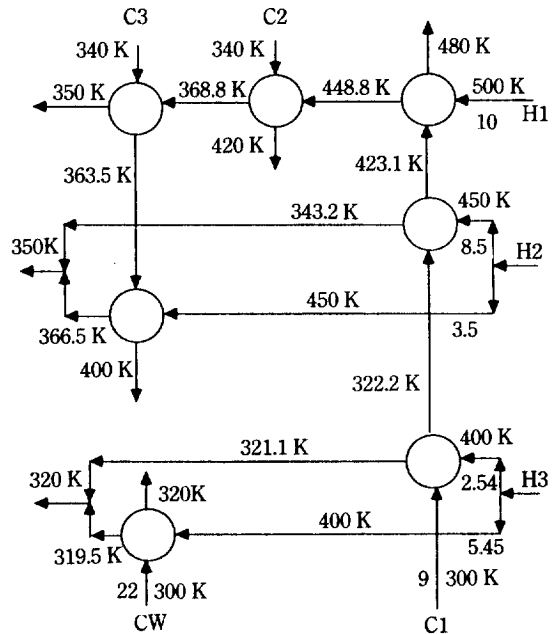 C3
C2
340 K
340 K
480 K
350 K
368.8 K
448.8 K
500 K
H1
10
420 K
423.1 K
363.5 K
450 K
343.2 K
8.5
H2
350K
450 K
366.5 K
3.5
400 K
322.2 K
321.1 K
400 K
2.54
H3
320 K
320K
400 K
319.5 K
5.45
22
300 K
9
300 K
CW
C1